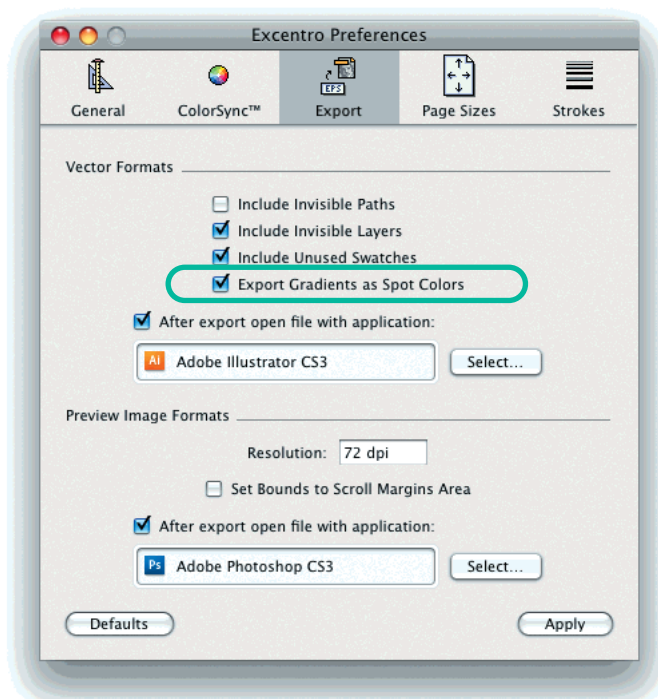 Excentro Preferences
General ColorSync™ EPS Export Page Sizes Strokes
Vector Formats
Include Invisible Paths
Include Invisible Layers
Include Unused Swatches
Export Gradients as Spot Colors
After export open file with application:
Ai Adobe Illustrator CS3 Select...
Preview Image Formats
Resolution: 72 dpi
Set Bounds to Scroll Margins Area
After export open file with application:
Ps Adobe Photoshop CS3 Select...
Defaults Apply